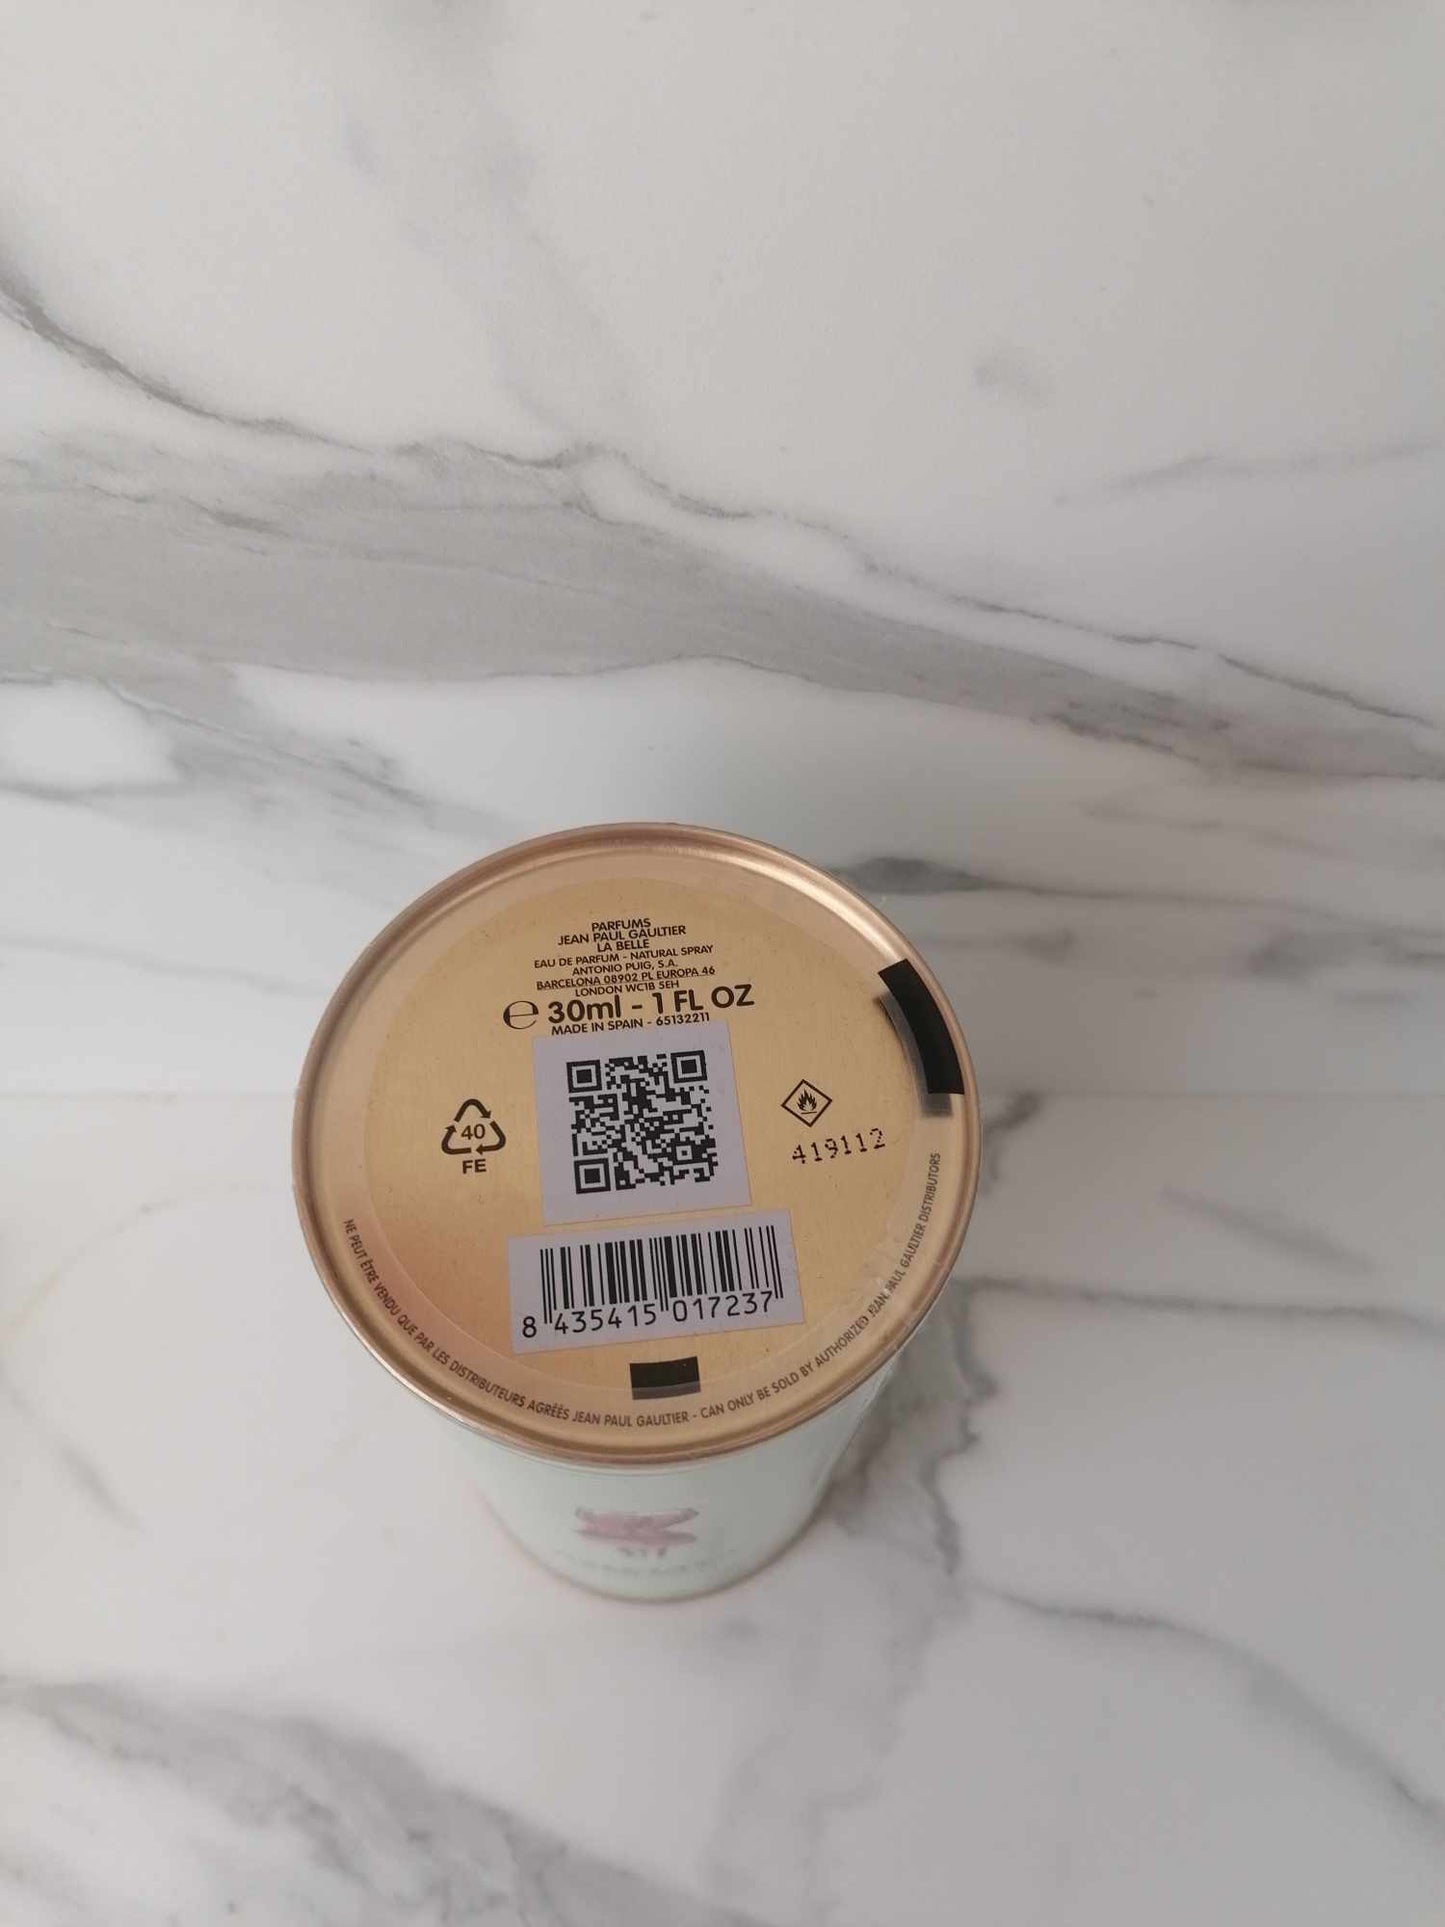 PARFUMS
JEAN PAUL GAULTIER
LA BELLE
EAU DE PARFUM - NATURAL SPRAY
ANTONIO PUIG, S.A.
BARCELONA 08902 PL EUROPA 46
LONDON WC1B 5EH
℮ 30ml - 1 FL OZ
MADE IN SPAIN - 65132211
40
FE
419112
8 435415 017237
NE PEUT ÊTRE VENDU QUE PAR LES DISTRIBUTEURS AGRÉÉS JEAN PAUL GAULTIER - CAN ONLY BE SOLD BY AUTHORIZED JEAN PAUL GAULTIER DISTRIBUTORS